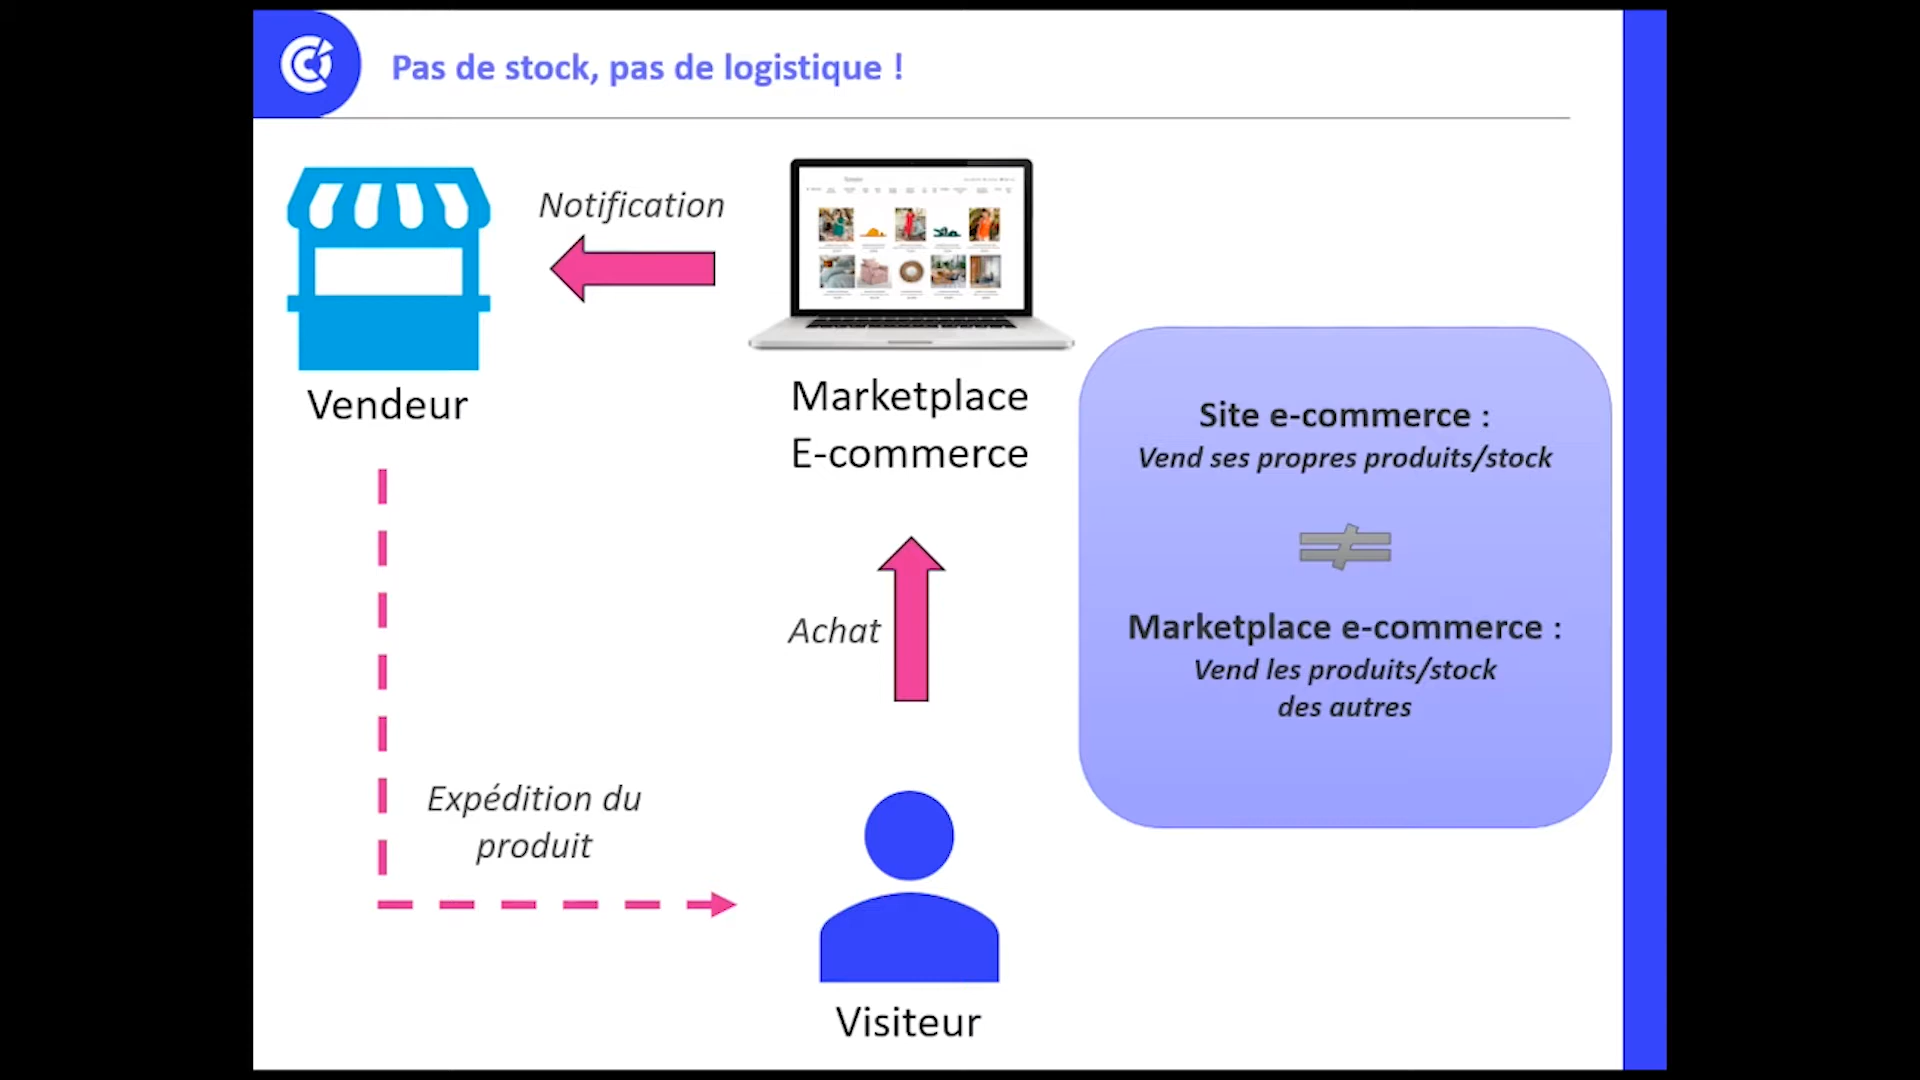 Pas de stock, pas de logistique !
Notification
Vendeur
Marketplace
E-commerce
Site e-commerce :
Vend ses propres produits/stock
Marketplace e-commerce :
Vend les produits/stock
des autres
Achat
Expédition du
produit
Visiteur